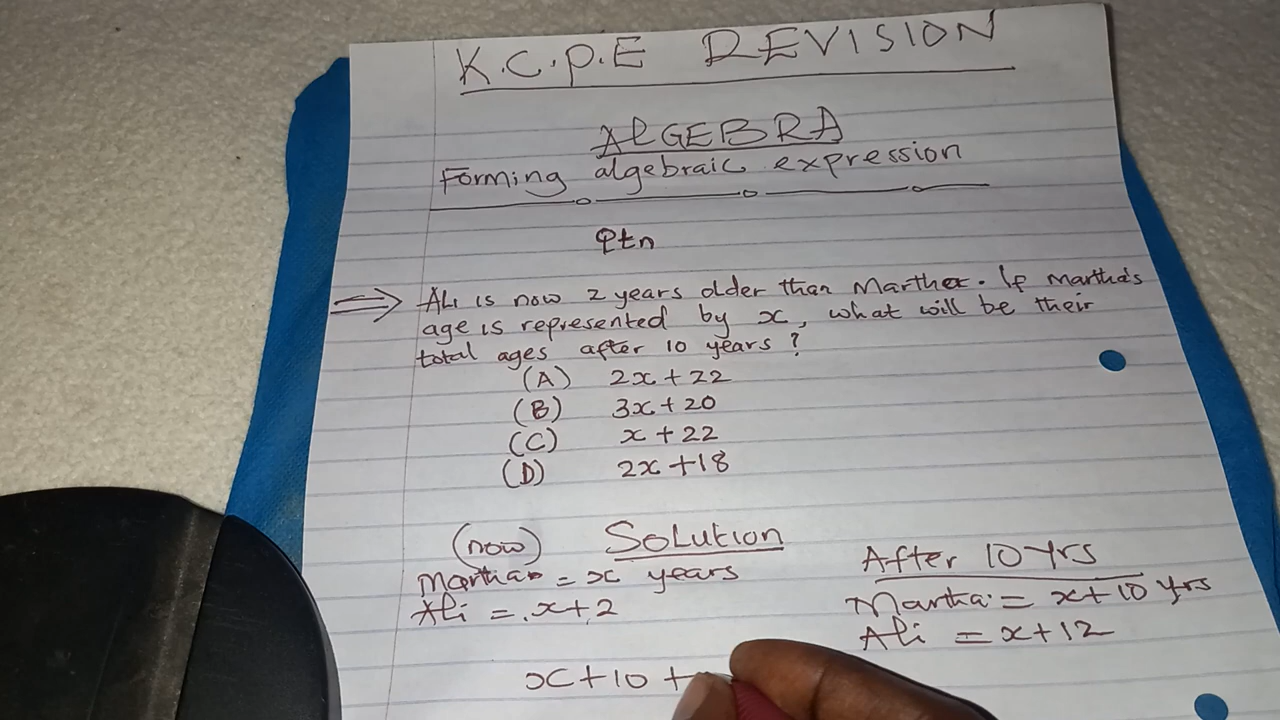 K.C.P.E REVISION
ALGEBRA
Forming algebraic expression
Qtn
⇒ Ali is now 2 years older than Marther. If martha's
age is represented by x, what will be their
total ages after 10 years?
(A) 2x + 22
(B) 3x + 20
(C) x + 22
(D) 2x + 18
(now) Solution
Martha = x years
Ali = x + 2
After 10 yrs
Martha = x + 10 yrs
Ali = x + 12
x + 10 +